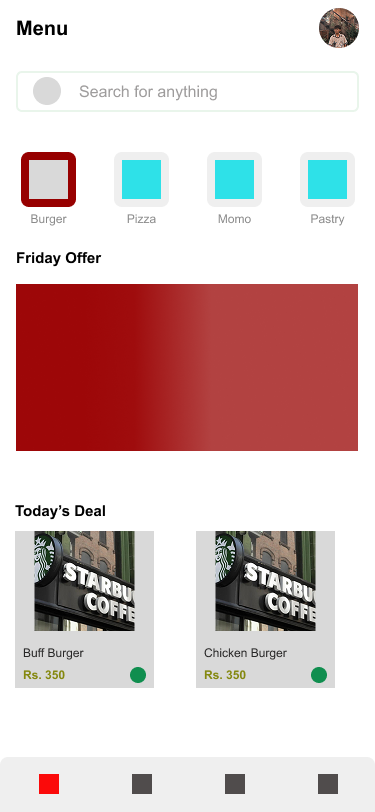 Menu
Search for anything
Burger Pizza Momo Pastry
Friday Offer
Today’s Deal
STARBU
COFFE
STARBU
COFFE
Buff Burger
Chicken Burger
Rs. 350
Rs. 350